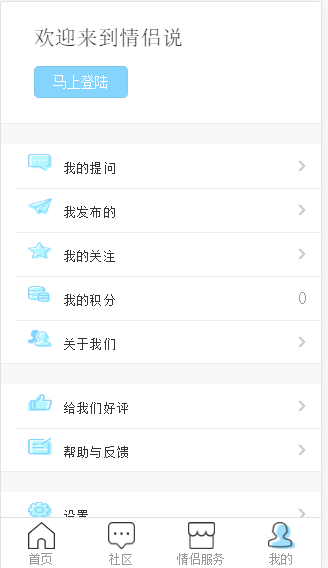 欢迎来到情侣说
马上登陆
我的提问
我发布的
我的关注
我的积分 0
关于我们
给我们好评
帮助与反馈
设置
首页 社区 情侣服务 我的